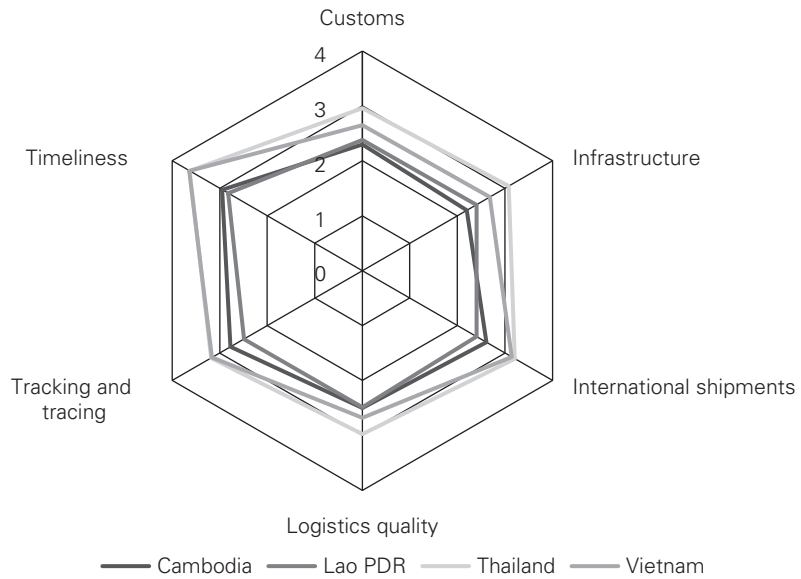 Customs
4
3
2
1
0
Timeliness
Infrastructure
Tracking and
tracing
International shipments
Logistics quality
Cambodia Lao PDR Thailand Vietnam